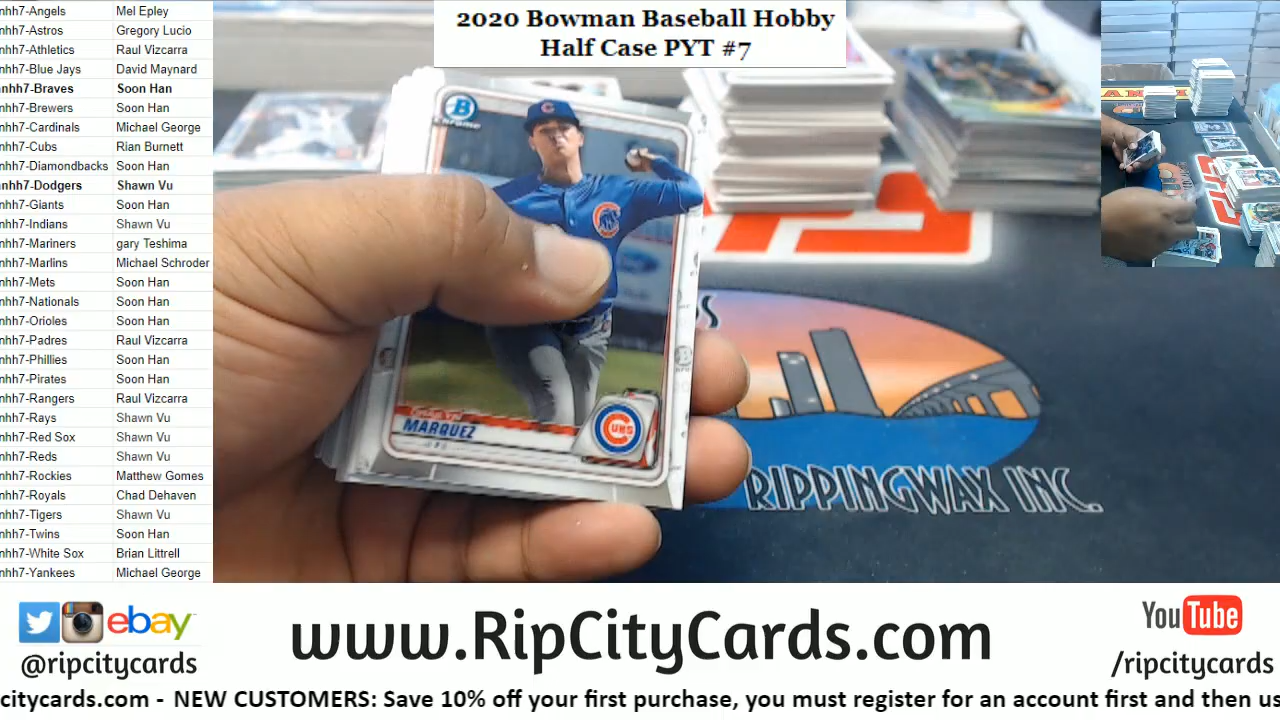 2020 Bowman Baseball Hobby
Half Case PYT #7
nhh7-Angels Mel Epley
nhh7-Astros Gregory Lucio
nhh7-Athletics Raul Vizcarra
nhh7-Blue Jays David Maynard
nhh7-Braves Soon Han
nhh7-Brewers Soon Han
nhh7-Cardinals Michael George
nhh7-Cubs Rian Burnett
nhh7-Diamondbacks Soon Han
nhh7-Dodgers Shawn Vu
nhh7-Giants Soon Han
nhh7-Indians Shawn Vu
nhh7-Mariners gary Teshima
nhh7-Marlins Michael Schroder
nhh7-Mets Soon Han
nhh7-Nationals Soon Han
nhh7-Orioles Soon Han
nhh7-Padres Raul Vizcarra
nhh7-Phillies Soon Han
nhh7-Pirates Soon Han
nhh7-Rangers Raul Vizcarra
nhh7-Rays Shawn Vu
nhh7-Red Sox Shawn Vu
nhh7-Reds Shawn Vu
nhh7-Rockies Matthew Gomes
nhh7-Royals Chad Dehaven
nhh7-Tigers Shawn Vu
nhh7-Twins Soon Han
nhh7-White Sox Brian Littrell
nhh7-Yankees Michael George
B
Chrome
MARQUEZ
CUBS
RIPPINGWAX INC.
ebay
@ripcitycards
www.RipCityCards.com
YouTube
/ripcitycards
citycards.com - NEW CUSTOMERS: Save 10% off your first purchase, you must register for an account first and then us